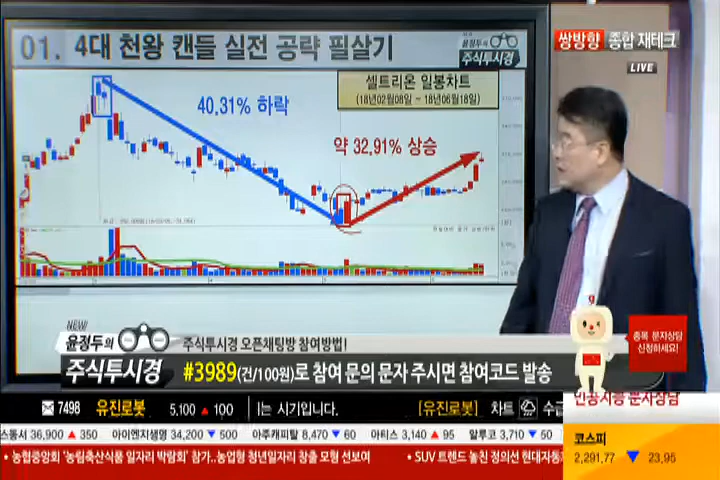 01. 4대 천왕 캔들 실전 공략 필살기
윤정두의
주식투시경
쌍방향 종합 재테크
LIVE
셀트리온 일봉차트
(18년02월08일 - 18년06월18일)
40,31% 하락
약 32,91% 상승
NEW!
윤정두의
주식투시경
주식투시경 오픈채팅방 참여방법!
#3989(건/100원)로 참여 문의 문자 주시면 참여코드 발송
종목 문자상담
신청하세요!
7498 유진로봇 5,100 ▲ 100 는 시기입니다. [유진로봇] 차트 수급
인공지능 문자상담
스동서 36,900 ▲ 350 아이엔지생명 34,200 ▼ 500 아주캐피탈 8,470 ▼ 60 아티스 3,140 ▲ 95 알루코 3,710 ▼ 50
코스피
2,291.77 ▼ 23.95
• 농협중앙회 '농림축산식품 일자리 박람회' 참가..농업형 청년일자리 창출 모형 선보여 • SUV 트렌드 놓친 정의선 현대자동